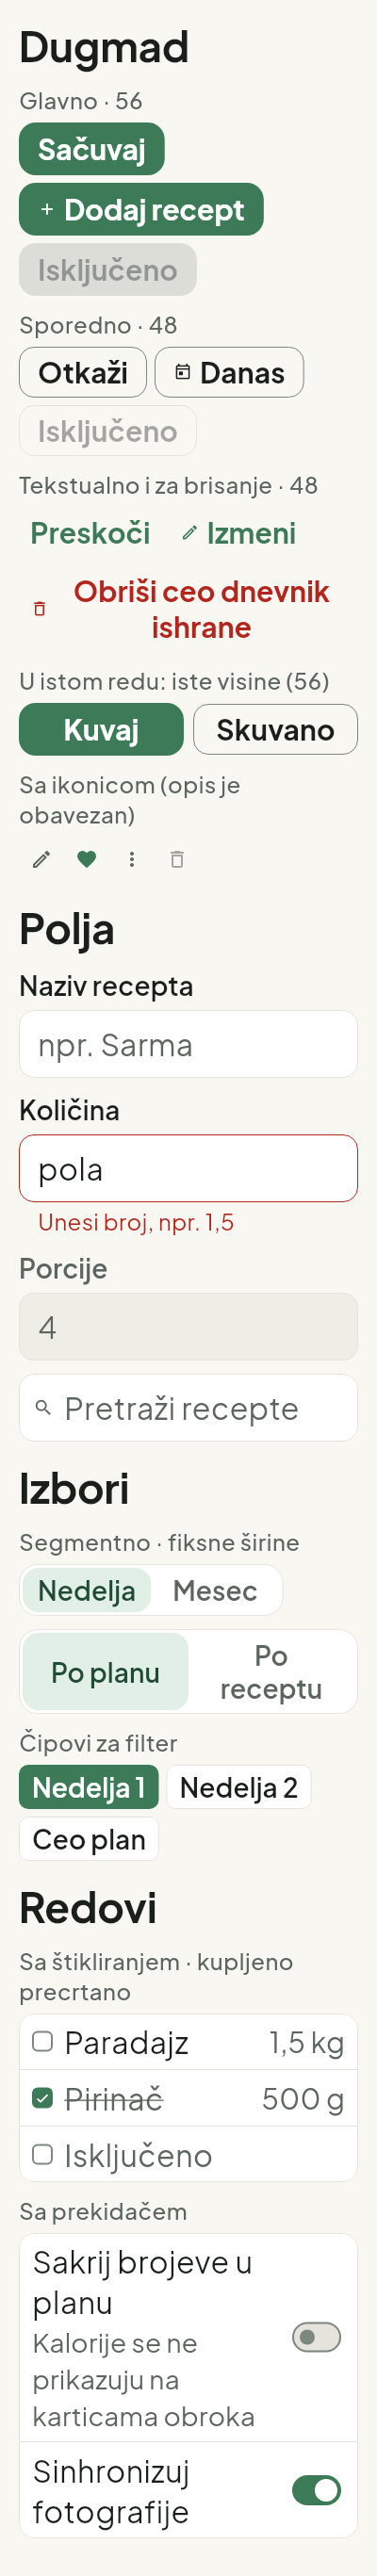 Dugmad
Glavno · 56
Sačuvaj
+ Dodaj recept
Isključeno
Sporedno · 48
Otkaži
Danas
Isključeno
Tekstualno i za brisanje · 48
Preskoči
Izmeni
Obriši ceo dnevnik
ishrane
U istom redu: iste visine (56)
Kuvaj
Skuvano
Sa ikonicom (opis je
obavezan)
Polja
Naziv recepta
npr. Sarma
Količina
pola
Unesi broj, npr. 1,5
Porcije
4
Pretraži recepte
Izbori
Segmentno · fiksne širine
Nedelja
Mesec
Po planu
Po
receptu
Čipovi za filter
Nedelja 1
Nedelja 2
Ceo plan
Redovi
Sa štikliranjem · kupljeno
precrtano
Paradajz 1,5 kg
Pirinač 500 g
Isključeno
Sa prekidačem
Sakrij brojeve u
planu
Kalorije se ne
prikazuju na
karticama obroka
Sinhronizuj
fotografije